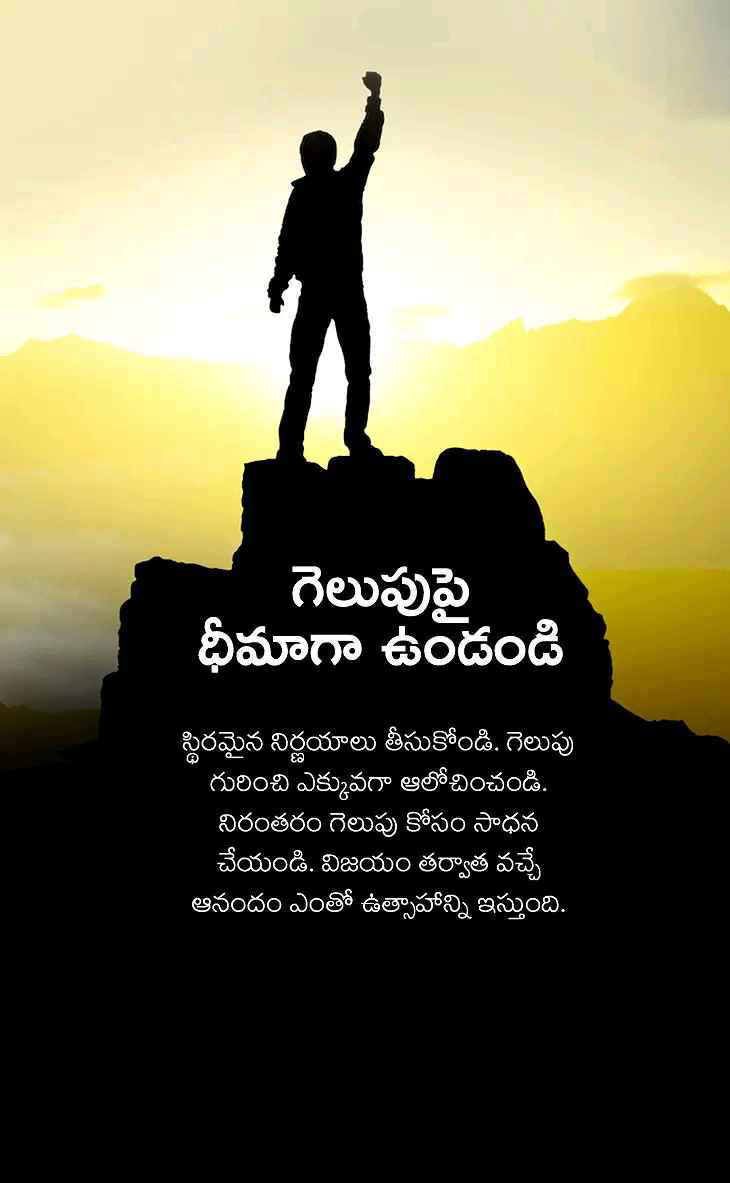 గెలుపుపై
ధీమాగా ఉండండి
స్థిరమైన నిర్ణయాలు తీసుకోండి. గెలుపు
గురించి ఎక్కువగా ఆలోచించండి.
నిరంతరం గెలుపు కోసం సాధన
చేయండి. విజయం తర్వాత వచ్చే
ఆనందం ఎంతో ఉత్సాహాన్ని ఇస్తుంది.